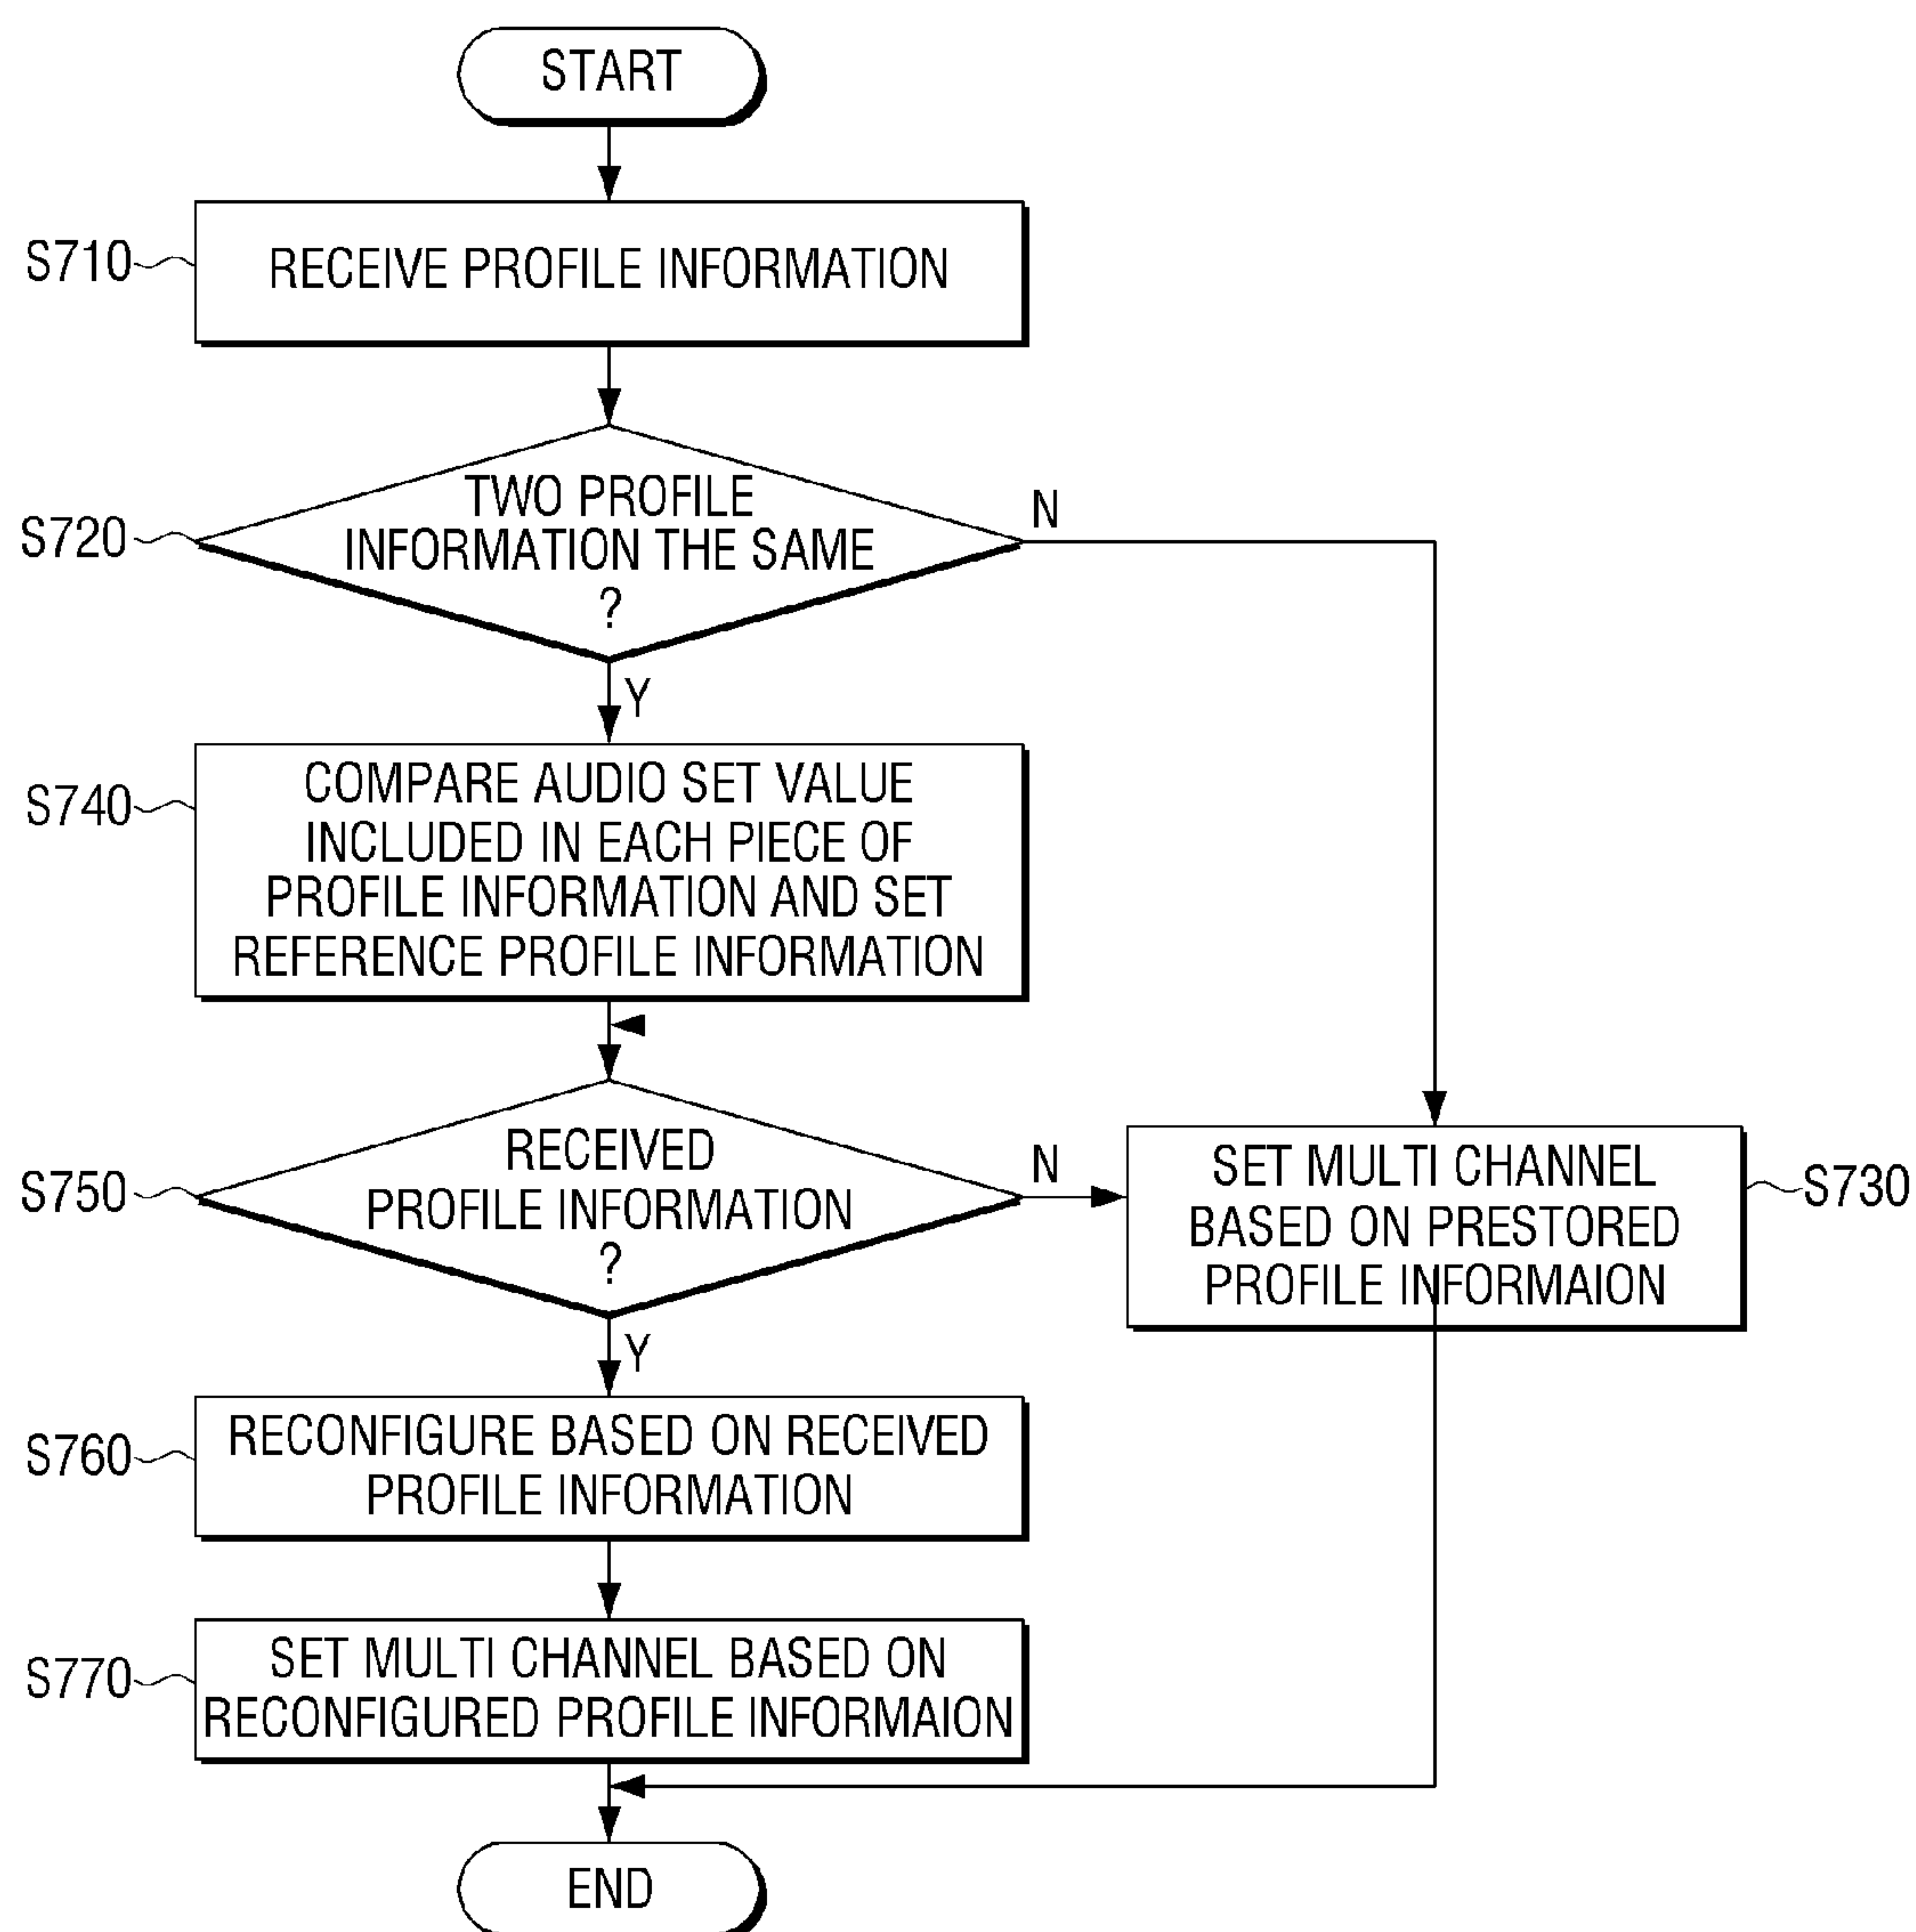 START
S710
RECEIVE PROFILE INFORMATION
S720
TWO PROFILE
INFORMATION THE SAME
?
N
Y
S740
COMPARE AUDIO SET VALUE
INCLUDED IN EACH PIECE OF
PROFILE INFORMATION AND SET
REFERENCE PROFILE INFORMATION
S750
RECEIVED
PROFILE INFORMATION
?
N
Y
SET MULTI CHANNEL
BASED ON PRESTORED
PROFILE INFORMAION
S730
S760
RECONFIGURE BASED ON RECEIVED
PROFILE INFORMATION
S770
SET MULTI CHANNEL BASED ON
RECONFIGURED PROFILE INFORMAION
END